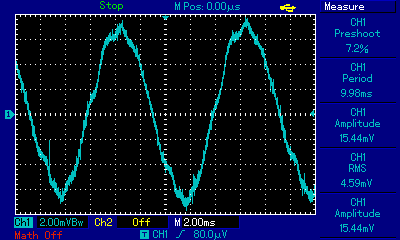 Stop M Pos: 0.00μs Measure
CH1
Preshoot
7.2%
CH1
Period
9.98ms
CH1
Amplitude
15.44mV
CH1
RMS
4.59mV
CH1
Amplitude
15.44mV
1
Ch1 2.00mVBw Ch2 Off M 2.00ms
Math Off T CH1 80.0μV